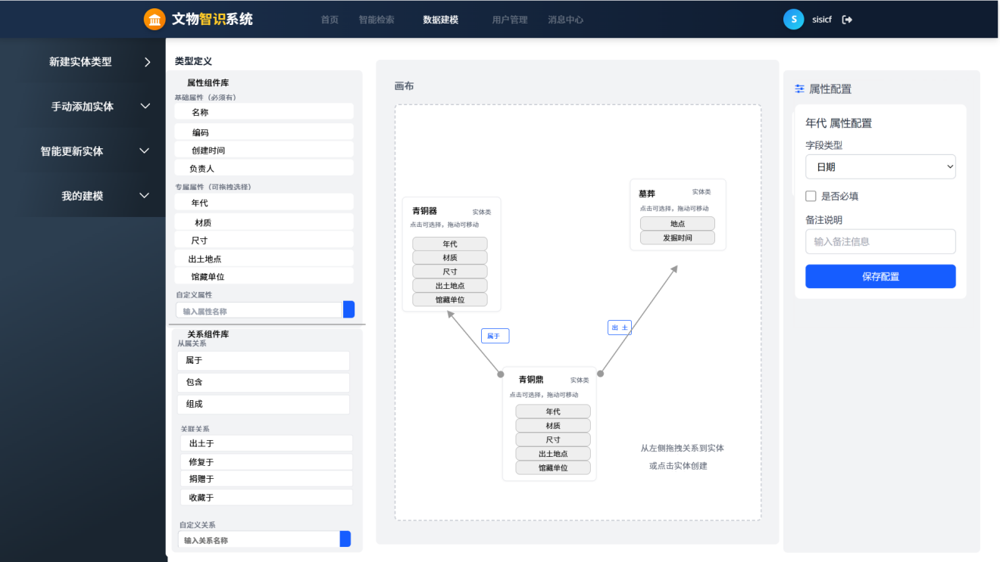 文物智识系统
首页 智能检索 数据建模 用户管理 消息中心
S sisicf
新建实体类型
手动添加实体
智能更新实体
我的建模
类型定义
属性组件库
基础属性（必须有）
名称
编码
创建时间
负责人
专属属性（可拖拽选择）
年代
材质
尺寸
出土地点
馆藏单位
自定义属性
输入属性名称
关系组件库
从属关系
属于
包含
组成
关联关系
出土于
修复于
捐赠于
收藏于
自定义关系
输入关系名称
画布
青铜器 实体类
点击可选择，拖动可移动
年代
材质
尺寸
出土地点
馆藏单位
墓葬 实体类
点击可选择，拖动可移动
地点
发掘时间
属于
出 土
青铜鼎 实体类
点击可选择，拖动可移动
年代
材质
尺寸
出土地点
馆藏单位
从左侧拖拽关系到实体
或点击实体创建
属性配置
年代 属性配置
字段类型
日期
是否必填
备注说明
输入备注信息
保存配置